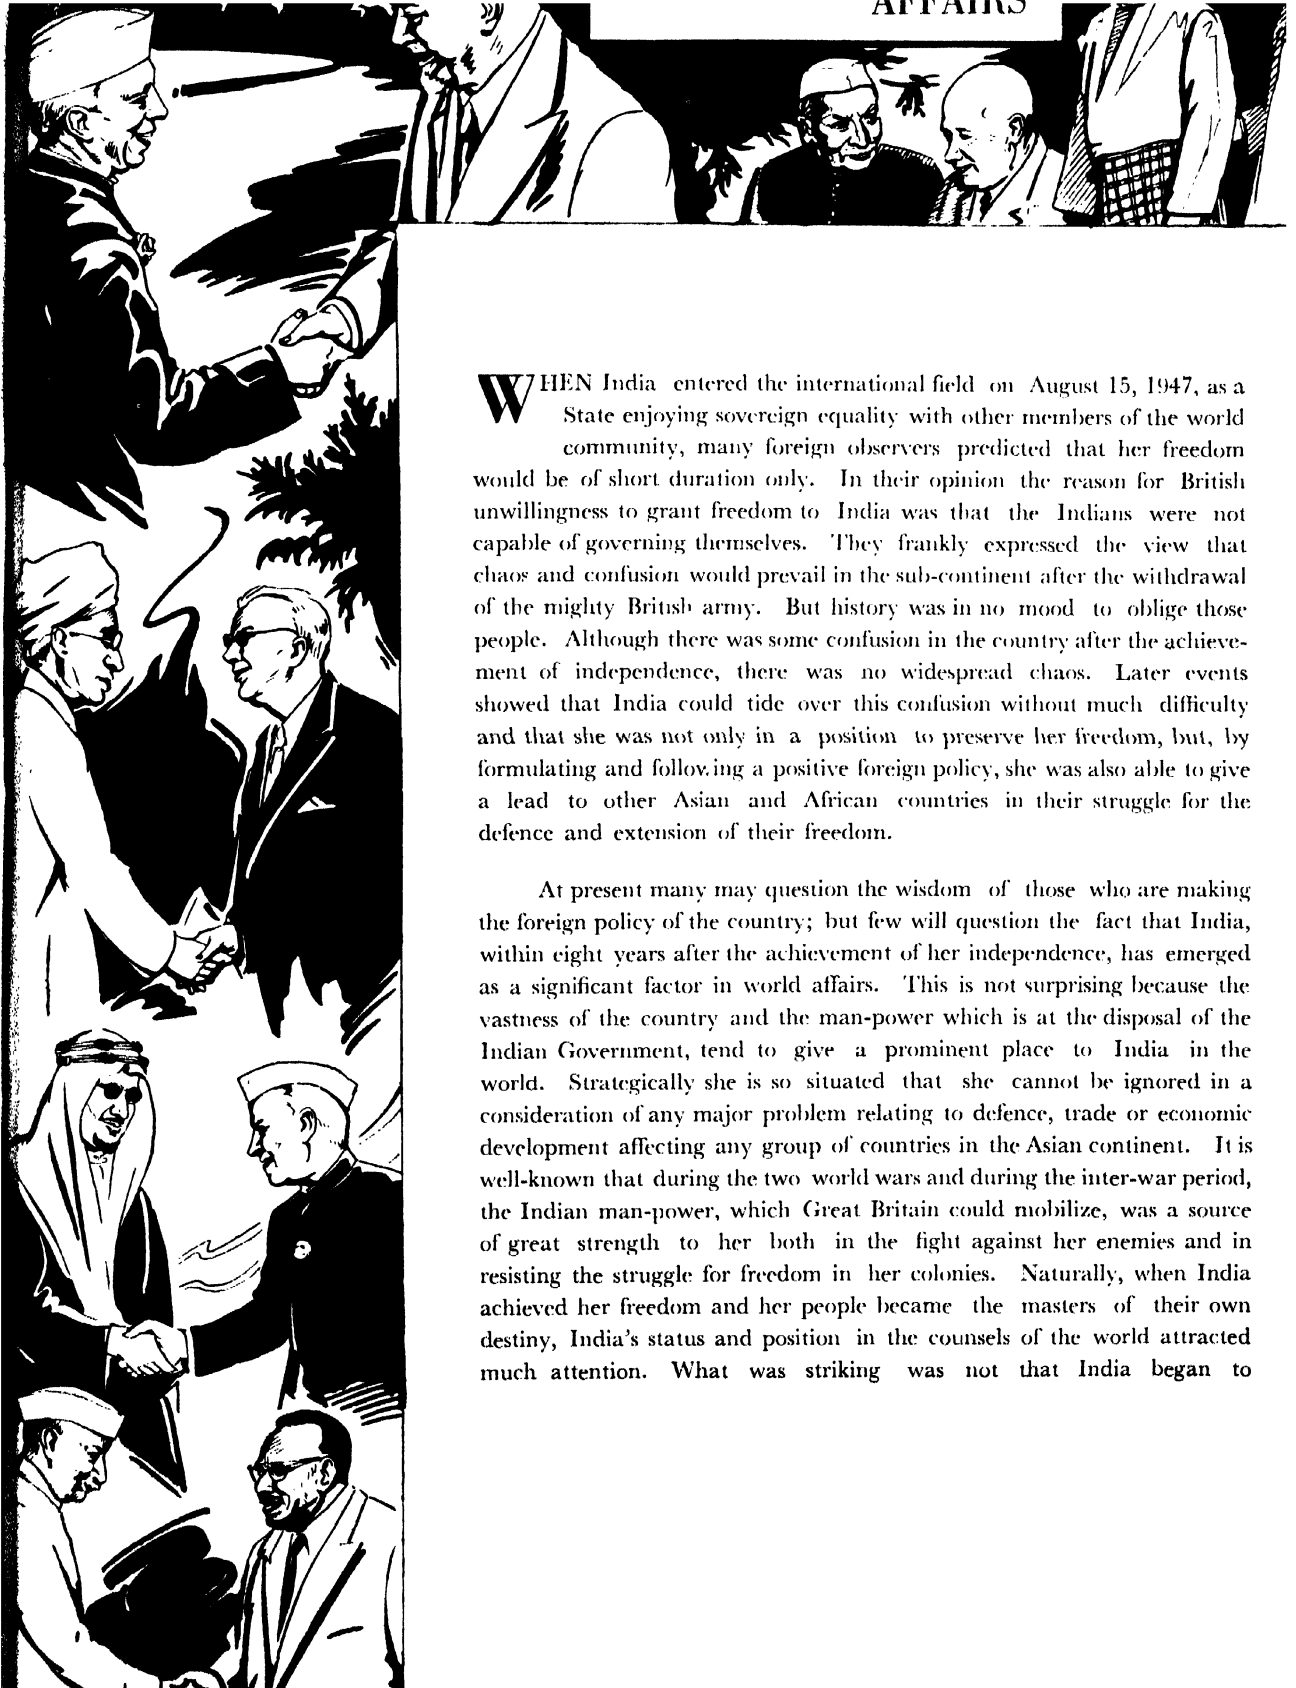 AFFAIRS
WHEN India entered the international field on August 15, 1947, as a
State enjoying sovereign equality with other members of the world
community, many foreign observers predicted that her freedom
would be of short duration only. In their opinion the reason for British
unwillingness to grant freedom to India was that the Indians were not
capable of governing themselves. They frankly expressed the view that
chaos and confusion would prevail in the sub-continent after the withdrawal
of the mighty British army. But history was in no mood to oblige those
people. Although there was some confusion in the country after the achieve-
ment of independence, there was no widespread chaos. Later events
showed that India could tide over this confusion without much difficulty
and that she was not only in a position to preserve her freedom, but, by
formulating and following a positive foreign policy, she was also able to give
a lead to other Asian and African countries in their struggle for the
defence and extension of their freedom.
At present many may question the wisdom of those who are making
the foreign policy of the country; but few will question the fact that India,
within eight years after the achievement of her independence, has emerged
as a significant factor in world affairs. This is not surprising because the
vastness of the country and the man-power which is at the disposal of the
Indian Government, tend to give a prominent place to India in the
world. Strategically she is so situated that she cannot be ignored in a
consideration of any major problem relating to defence, trade or economic
development affecting any group of countries in the Asian continent. It is
well-known that during the two world wars and during the inter-war period,
the Indian man-power, which Great Britain could mobilize, was a source
of great strength to her both in the fight against her enemies and in
resisting the struggle for freedom in her colonies. Naturally, when India
achieved her freedom and her people became the masters of their own
destiny, India's status and position in the counsels of the world attracted
much attention. What was striking was not that India began to